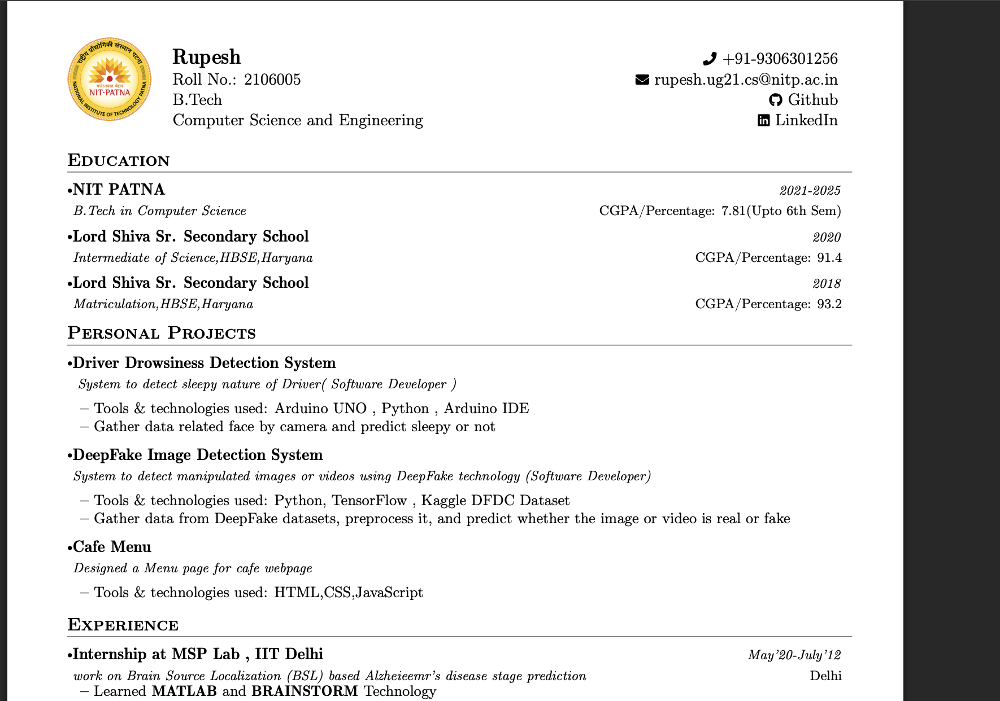 राष्ट्रीय प्रौद्योगिकी संस्थान पटना
NIT-PATNA
NATIONAL INSTITUTE OF TECHNOLOGY PATNA
Rupesh
Roll No.: 2106005
B.Tech
Computer Science and Engineering
+91-9306301256
rupesh.ug21.cs@nitp.ac.in
Github
LinkedIn
EDUCATION
•NIT PATNA 2021-2025
B.Tech in Computer Science CGPA/Percentage: 7.81(Upto 6th Sem)
•Lord Shiva Sr. Secondary School 2020
Intermediate of Science,HBSE,Haryana CGPA/Percentage: 91.4
•Lord Shiva Sr. Secondary School 2018
Matriculation,HBSE,Haryana CGPA/Percentage: 93.2
PERSONAL PROJECTS
•Driver Drowsiness Detection System
System to detect sleepy nature of Driver( Software Developer )
– Tools & technologies used: Arduino UNO , Python , Arduino IDE
– Gather data related face by camera and predict sleepy or not
•DeepFake Image Detection System
System to detect manipulated images or videos using DeepFake technology (Software Developer)
– Tools & technologies used: Python, TensorFlow , Kaggle DFDC Dataset
– Gather data from DeepFake datasets, preprocess it, and predict whether the image or video is real or fake
•Cafe Menu
Designed a Menu page for cafe webpage
– Tools & technologies used: HTML,CSS,JavaScript
EXPERIENCE
•Internship at MSP Lab , IIT Delhi May'20-July'12
work on Brain Source Localization (BSL) based Alzheieemr's disease stage prediction Delhi
– Learned MATLAB and BRAINSTORM Technology